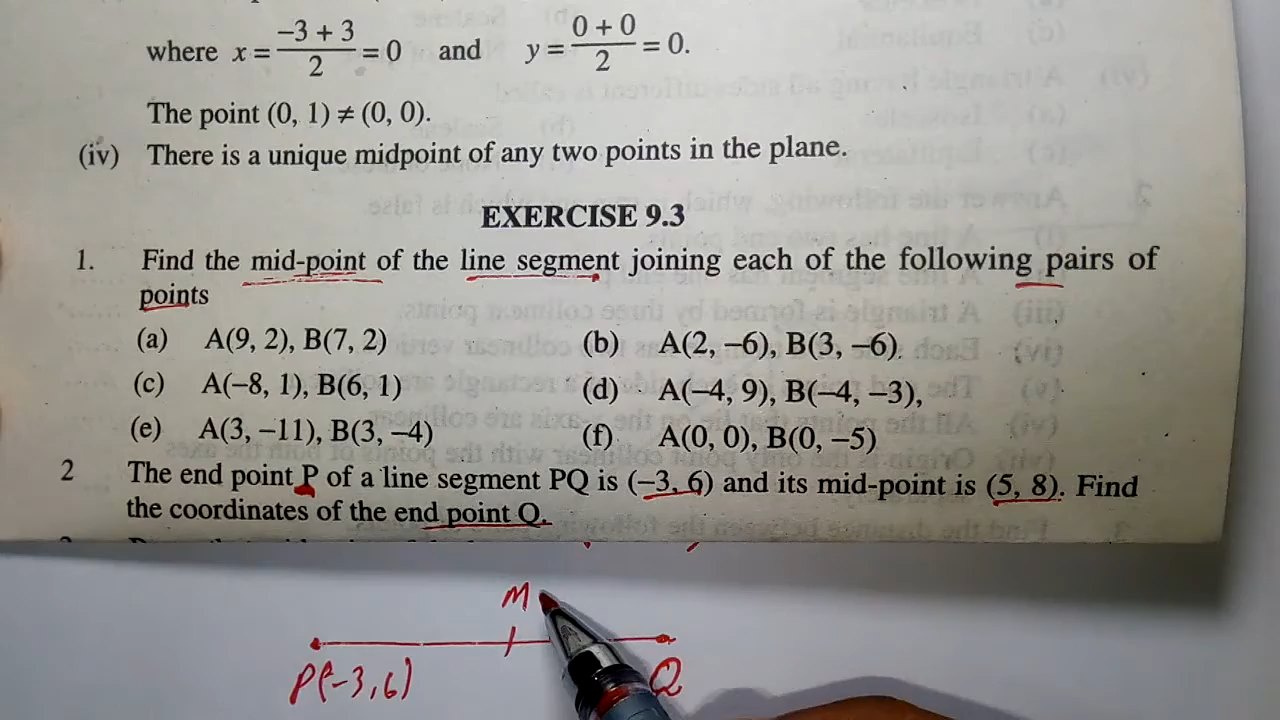 where x = (-3 + 3)/2 = 0 and y = (0 + 0)/2 = 0.
The point (0, 1) ≠ (0, 0).
(iv) There is a unique midpoint of any two points in the plane.
EXERCISE 9.3
1. Find the mid-point of the line segment joining each of the following pairs of
points
(a) A(9, 2), B(7, 2) (b) A(2, –6), B(3, –6).
(c) A(–8, 1), B(6, 1) (d) A(–4, 9), B(–4, –3),
(e) A(3, –11), B(3, –4) (f) A(0, 0), B(0, –5)
2 The end point P of a line segment PQ is (–3, 6) and its mid-point is (5, 8). Find
the coordinates of the end point Q.
M
P(-3,6) Q